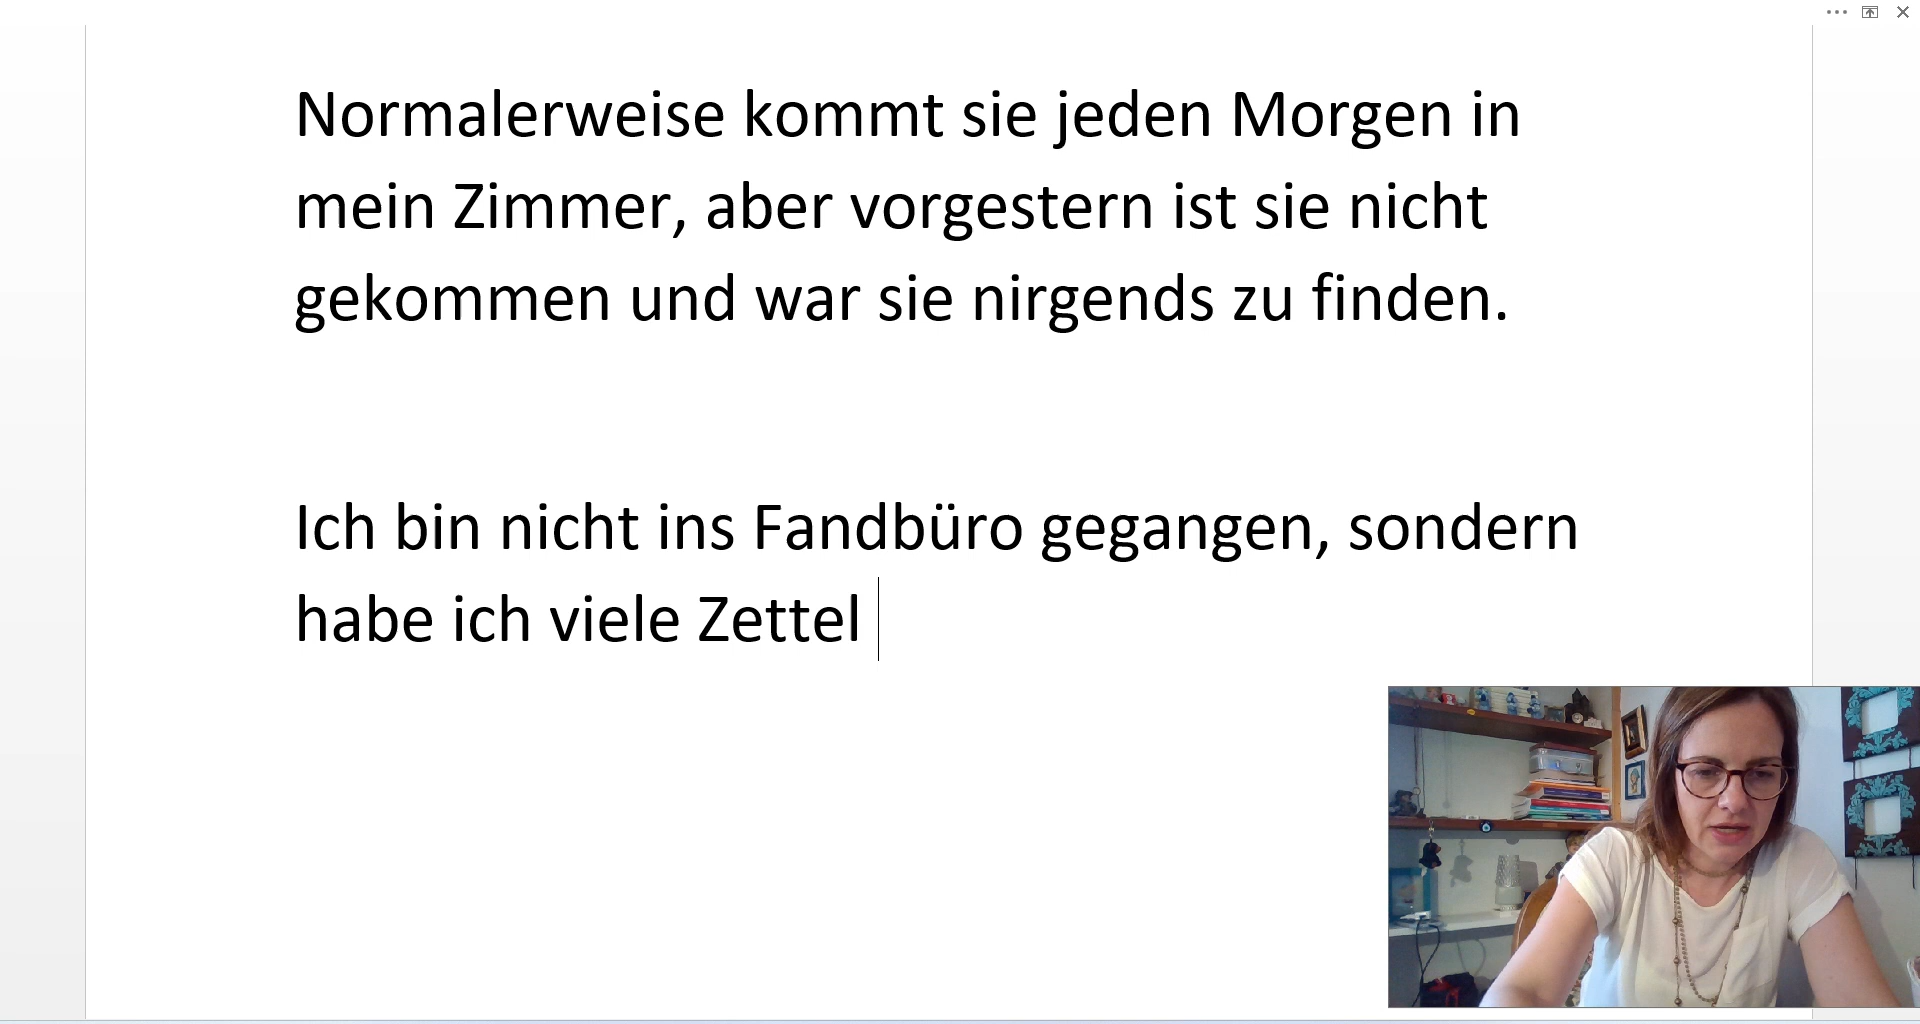 Normalerweise kommt sie jeden Morgen in
mein Zimmer, aber vorgestern ist sie nicht
gekommen und war sie nirgends zu finden.
Ich bin nicht ins Fandbüro gegangen, sondern
habe ich viele Zettel